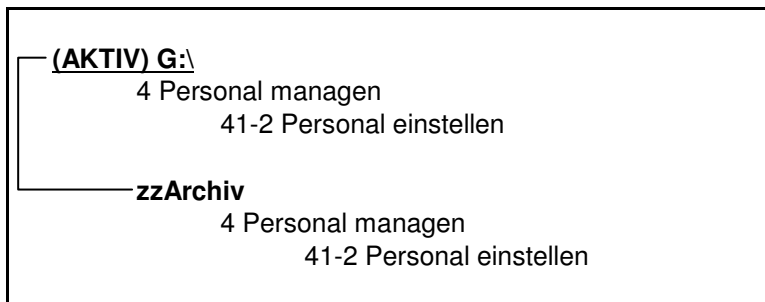 (AKTIV) G:\
4 Personal managen
41-2 Personal einstellen
zzArchiv
4 Personal managen
41-2 Personal einstellen